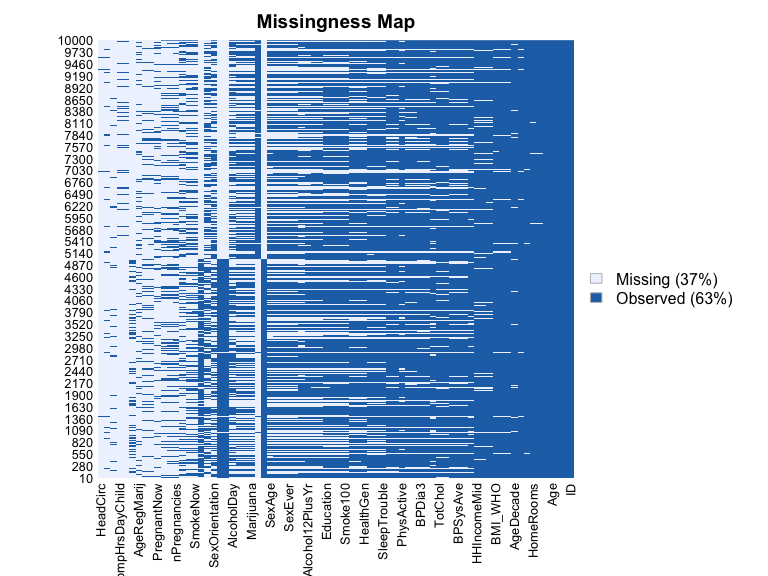 Missingness Map
10000
9730
9460
9190
8920
8650
8380
8110
7840
7570
7300
7030
6760
6490
6220
5950
5680
5410
5140
4870
4600
4330
4060
3790
3520
3250
2980
2710
2440
2170
1900
1630
1360
1090
820
550
280
10
Missing (37%)
Observed (63%)
HeadCirc
ompHrsDayChild
AgeRegMarij
PregnantNow
nPregnancies
SmokeNow
SexOrientation
AlcoholDay
Marijuana
SexAge
SexEver
Alcohol12PlusYr
Education
Smoke100
HealthGen
SleepTrouble
PhysActive
BPDia3
TotChol
BPSysAve
HHIncomeMid
BMI_WHO
AgeDecade
HomeRooms
Age
ID